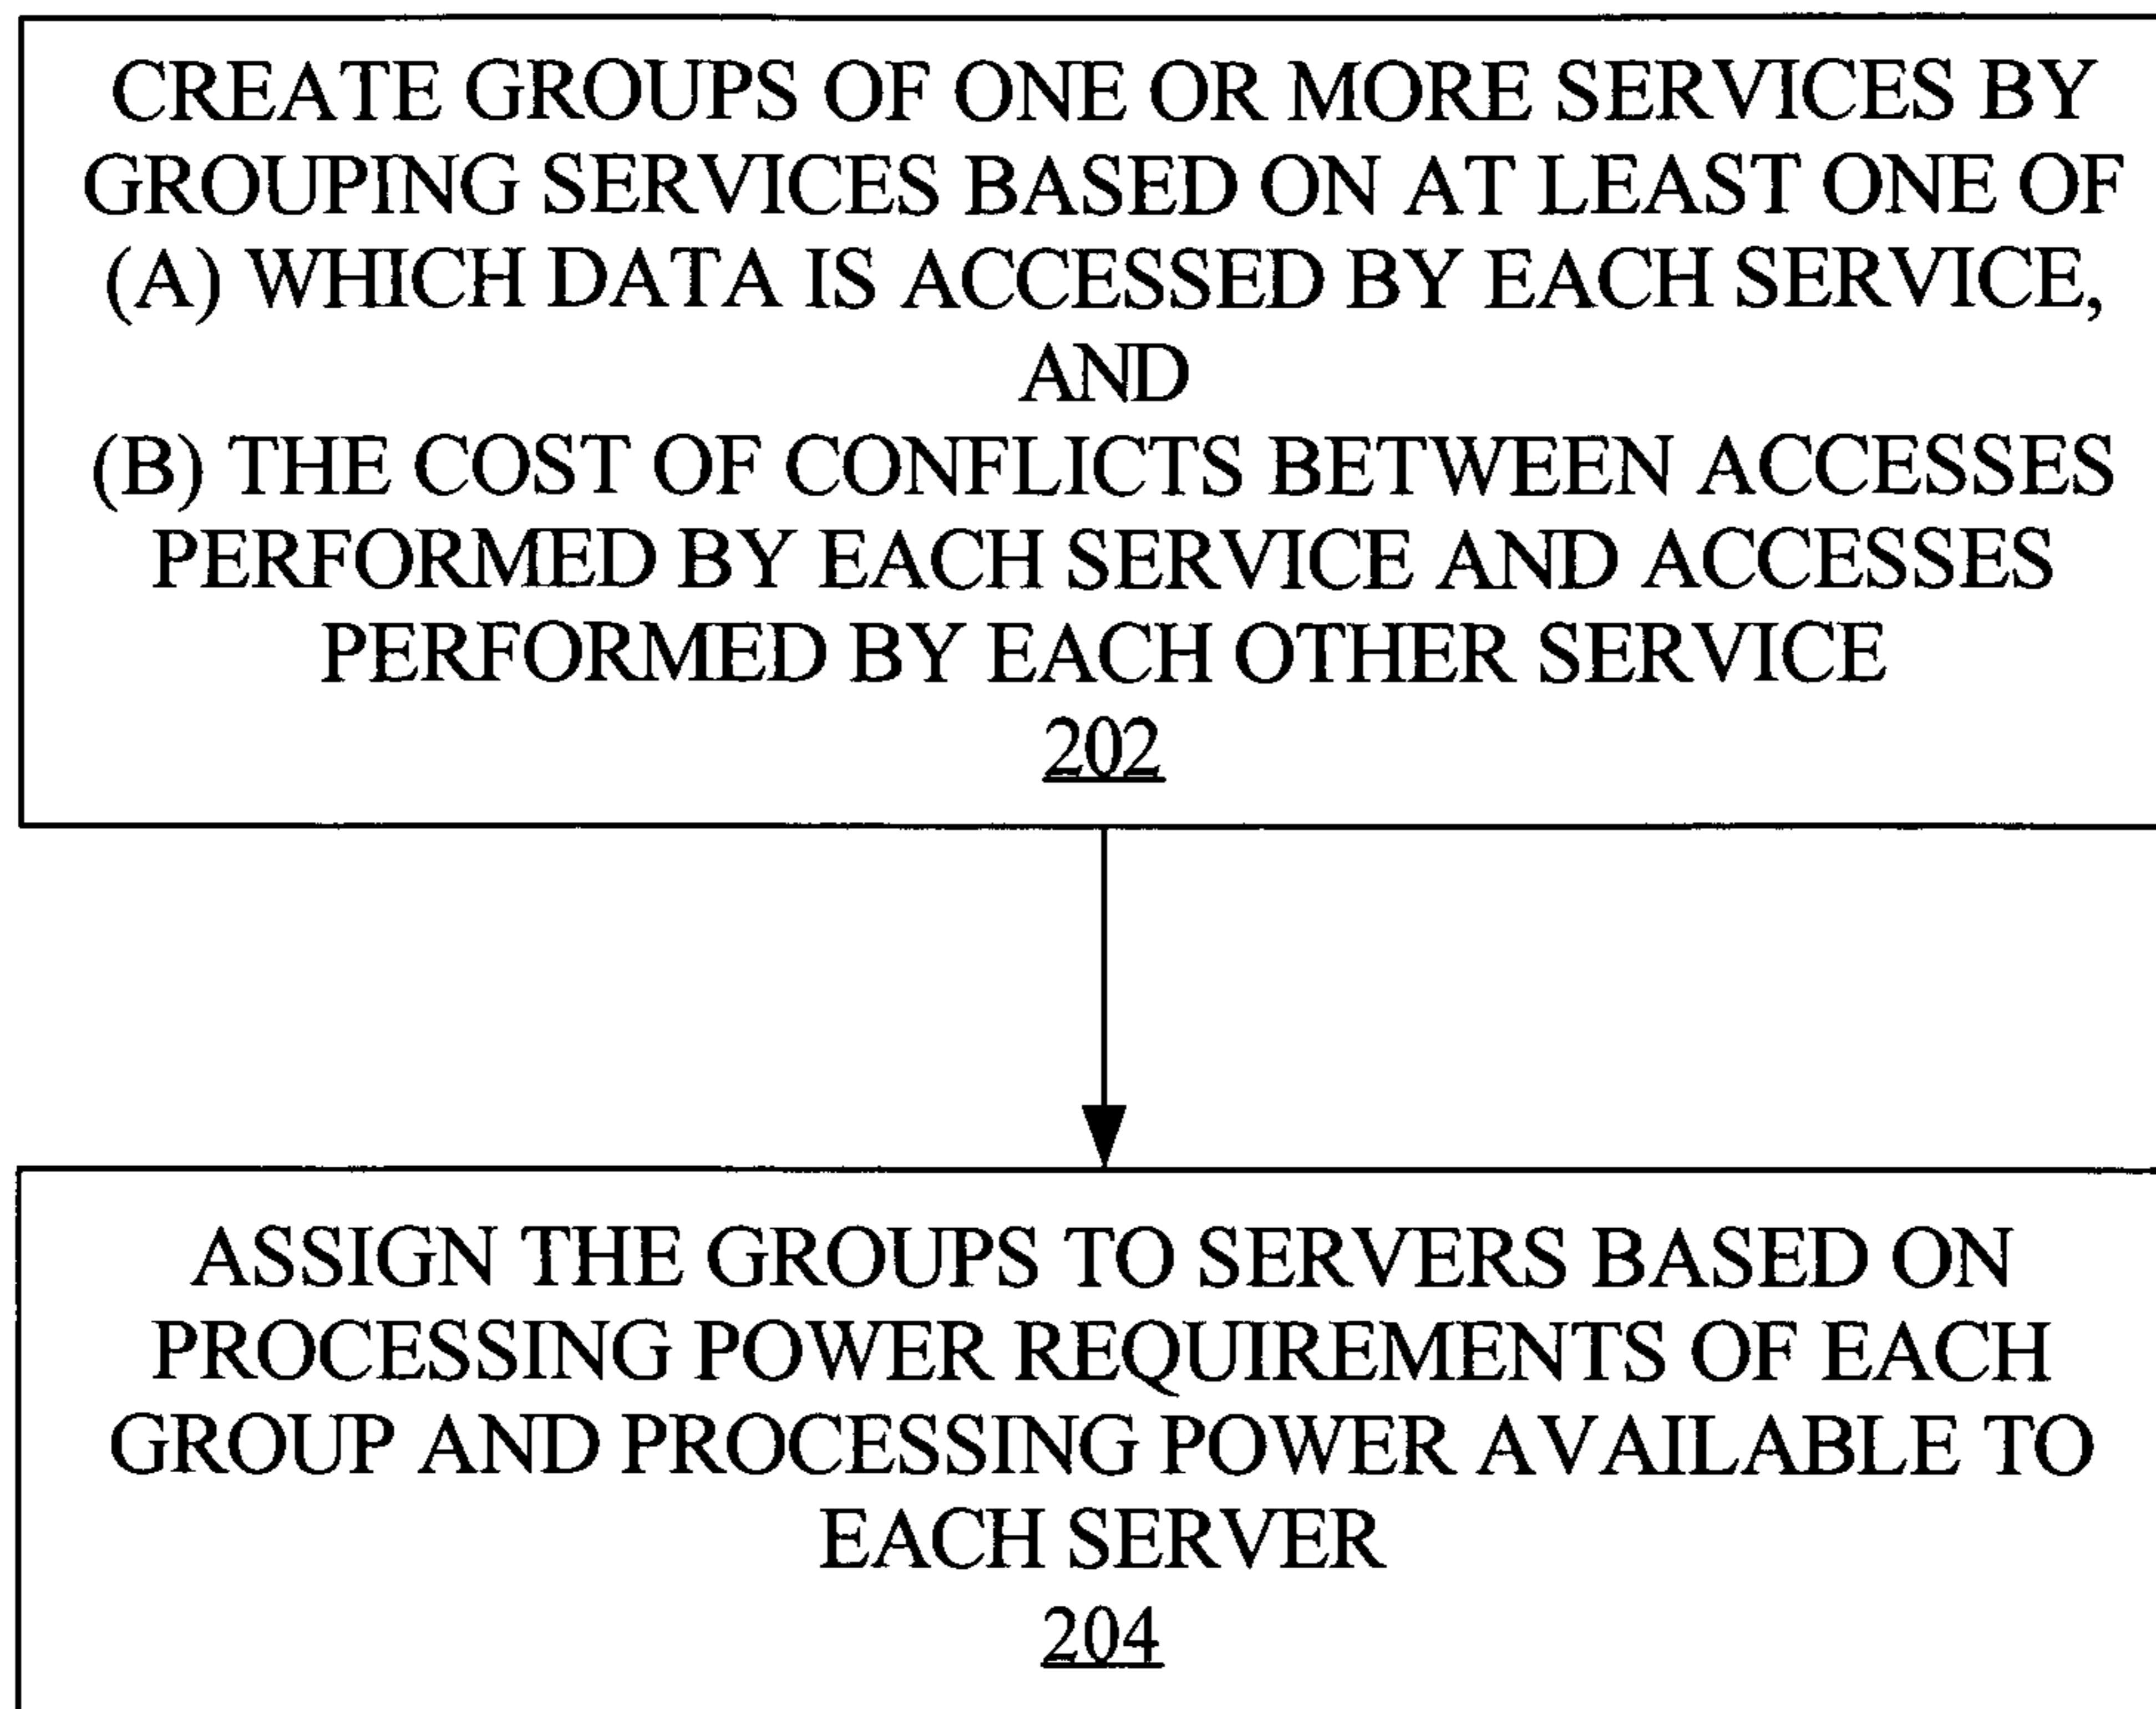 CREATE GROUPS OF ONE OR MORE SERVICES BY
GROUPING SERVICES BASED ON AT LEAST ONE OF
(A) WHICH DATA IS ACCESSED BY EACH SERVICE,
AND
(B) THE COST OF CONFLICTS BETWEEN ACCESSES
PERFORMED BY EACH SERVICE AND ACCESSES
PERFORMED BY EACH OTHER SERVICE
202
ASSIGN THE GROUPS TO SERVERS BASED ON
PROCESSING POWER REQUIREMENTS OF EACH
GROUP AND PROCESSING POWER AVAILABLE TO
EACH SERVER
204